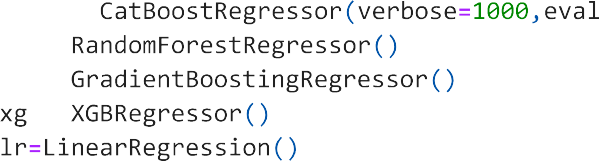 CatBoostRegressor(verbose=1000,eval
RandomForestRegressor()
GradientBoostingRegressor()
xg XGBRegressor()
lr=LinearRegression()